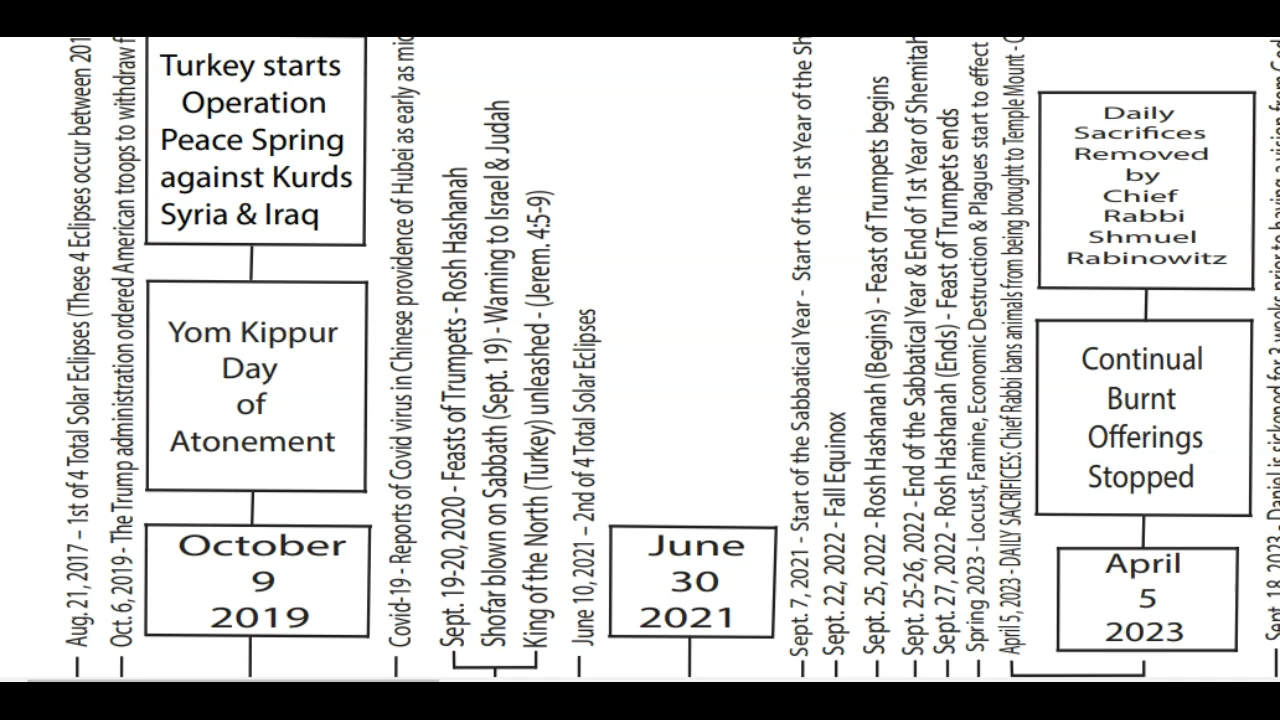 Aug. 21, 2017 – 1st of 4 Total Solar Eclipses (These 4 Eclipses occur between 201
Oct. 6, 2019 - The Trump administration ordered American troops to withdraw f
Turkey starts
Operation
Peace Spring
against Kurds
Syria & Iraq
Yom Kippur
Day
of
Atonement
October
9
2019
Covid-19 - Reports of Covid virus in Chinese providence of Hubei as early as mic
Sept. 19-20, 2020 - Feasts of Trumpets - Rosh Hashanah
Shofar blown on Sabbath (Sept. 19) - Warning to Israel & Judah
King of the North (Turkey) unleashed - (Jerem. 4:5-9)
June 10, 2021 – 2nd of 4 Total Solar Eclipses
June
30
2021
Sept. 7, 2021 - Start of the Sabbatical Year - Start of the 1st Year of the Sh
Sept. 22, 2022 - Fall Equinox
Sept. 25, 2022 - Rosh Hashanah (Begins) - Feast of Trumpets begins
Sept. 25-26, 2022 - End of the Sabbatical Year & End of 1st Year of Shemitah
Sept. 27, 2022 - Rosh Hashanah (Ends) - Feast of Trumpets ends
Spring 2023 - Locust, Famine, Economic Destruction & Plagues start to effect
April 5, 2023 - DAILY SACRIFICES: Chief Rabbi bans animals from being brought to Temple Mount -
Daily
Sacrifices
Removed
by
Chief
Rabbi
Shmuel
Rabinowitz
Continual
Burnt
Offerings
Stopped
April
5
2023
Sept. 18, 2023